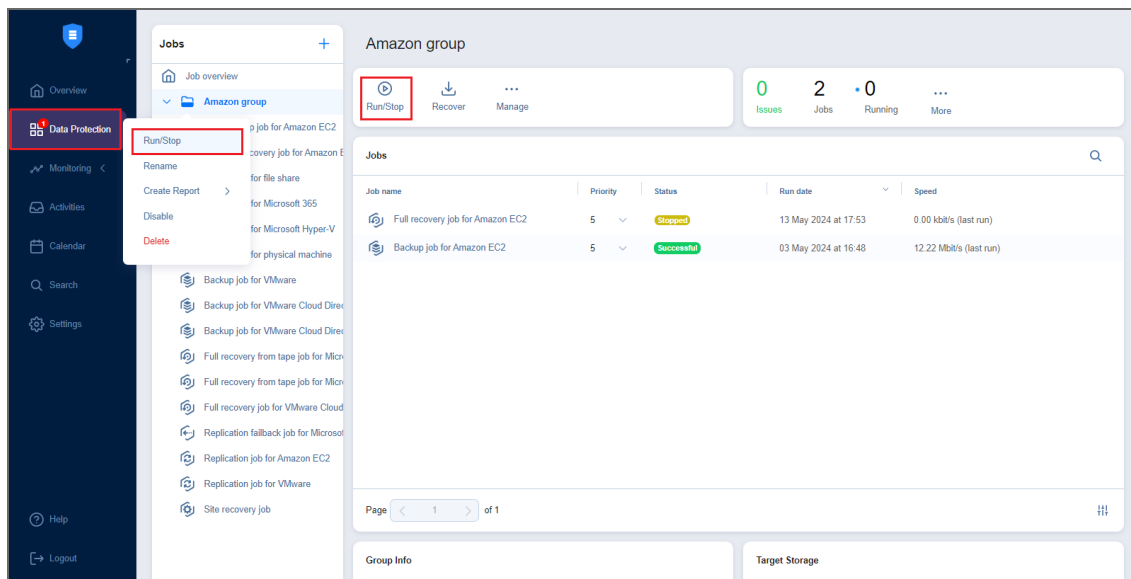 Overview
1
Data Protection
Monitoring
Activities
Calendar
Search
Settings
Help
Logout
Jobs
Job overview
Amazon group
job for Amazon EC2
job for Amazon
for file share
for Microsoft 365
for Microsoft Hyper-V
for physical machine
Backup job for VMware
Backup job for VMware Cloud Direc
Backup job for VMware Cloud Direc
Full recovery from tape job for Micr
Full recovery from tape job for Micr
Full recovery job for VMware Cloud
Replication failback job for Microsof
Replication job for Amazon EC2
Replication job for VMware
Site recovery job
Run/Stop
Rename
Create Report
Disable
Delete
Amazon group
Run/Stop
Recover
Manage
0 2 0
Issues Jobs Running More
Jobs
Job name Priority Status Run date Speed
Full recovery job for Amazon EC2 5 Stopped 13 May 2024 at 17:53 0.00 kbit/s (last run)
Backup job for Amazon EC2 5 Successful 03 May 2024 at 16:48 12.22 Mbit/s (last run)
Page 1 of 1
Group Info
Target Storage